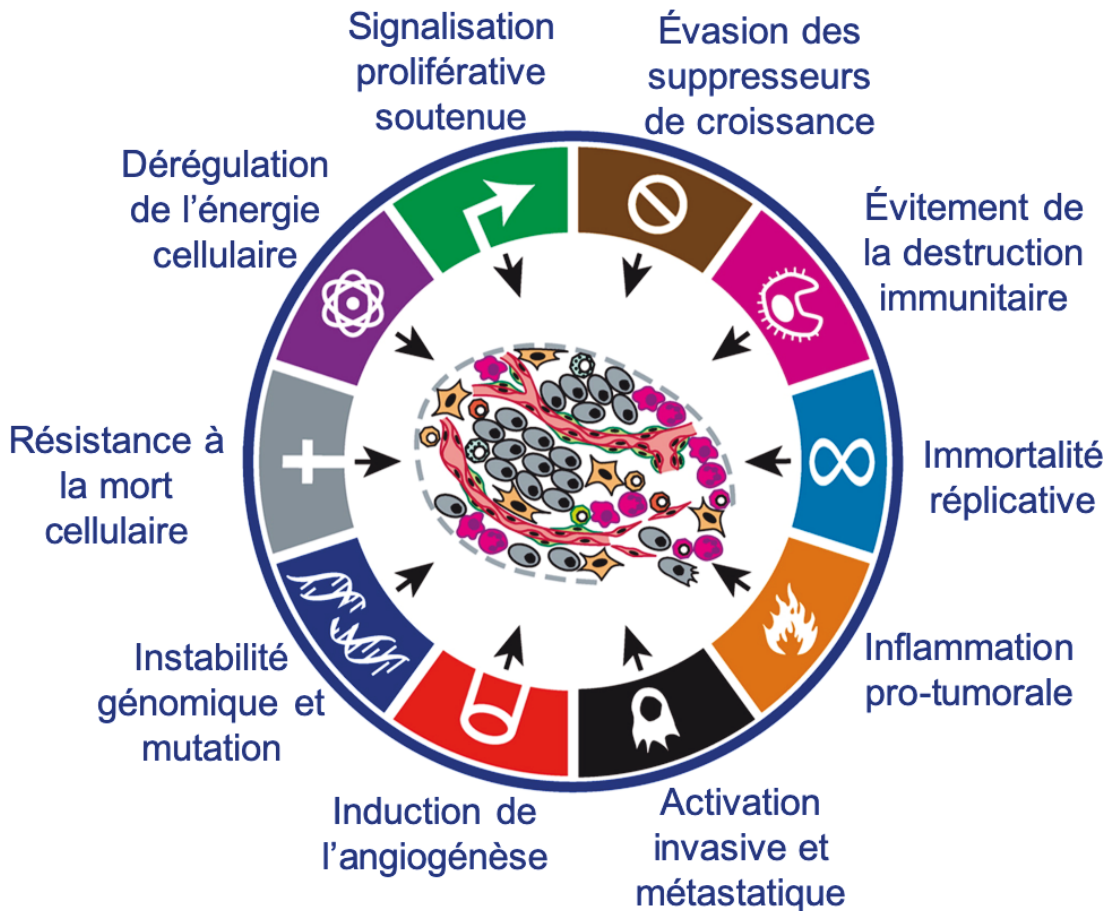 Signalisation
proliférative
soutenue
Évasion des
suppresseurs
de croissance
Évitement de
la destruction
immunitaire
Immortalité
réplicative
Inflammation
pro-tumorale
Activation
invasive et
métastatique
Induction de
l’angiogénèse
Instabilité
génomique et
mutation
Résistance à
la mort
cellulaire
Dérégulation
de l’énergie
cellulaire